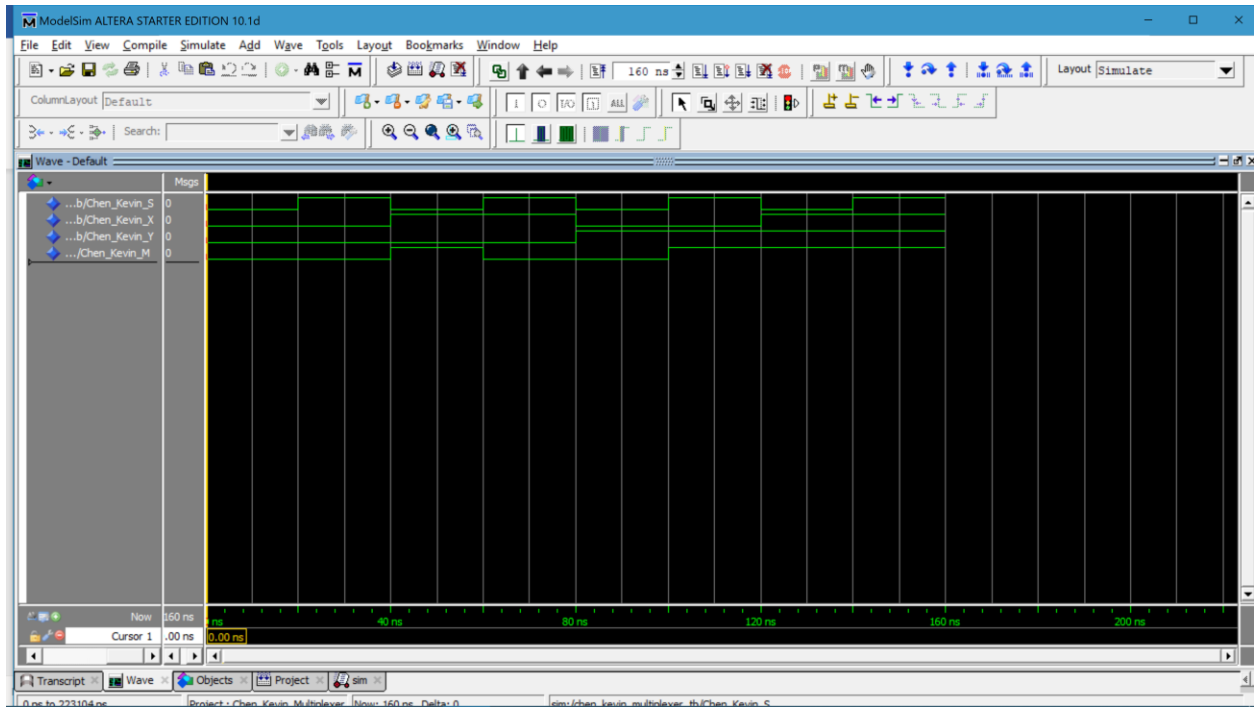 ModelSim ALTERA STARTER EDITION 10.1d
File Edit View Compile Simulate Add Wave Tools Layout Bookmarks Window Help
160 ns Layout Simulate
ColumnLayout Default ALL
Search:
Wave - Default
Msgs
...b/Chen_Kevin_S 0
...b/Chen_Kevin_X 0
...b/Chen_Kevin_Y 0
.../Chen_Kevin_M 0
Now 160 ns ns 40 ns 80 ns 120 ns 160 ns 200 ns
Cursor 1 .00 ns 0.00 ns
Transcript Wave Objects Project sim
0 ps to 223104 ps Project : Chen_Kevin_Multiplexer Now: 160 ns Delta: 0 sim:/chen_kevin_multiplexer_tb/Chen_Kevin_S